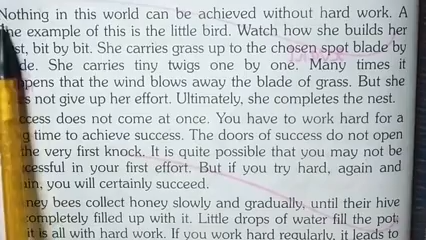 Nothing in this world can be achieved without hard work. A
the example of this is the little bird. Watch how she builds her
st, bit by bit. She carries grass up to the chosen spot blade by
de. She carries tiny twigs one by one. Many times it
ppens that the wind blows away the blade of grass. But she
s not give up her effort. Ultimately, she completes the nest.
ccess does not come at once. You have to work hard for a
g time to achieve success. The doors of success do not open
the very first knock. It is quite possible that you may not be
cessful in your first effort. But if you try hard, again and
ain, you will certainly succeed.
ney bees collect honey slowly and gradually, until their hive
completely filled up with it. Little drops of water fill the pot;
it is all with hard work. If you work hard regularly, it leads to